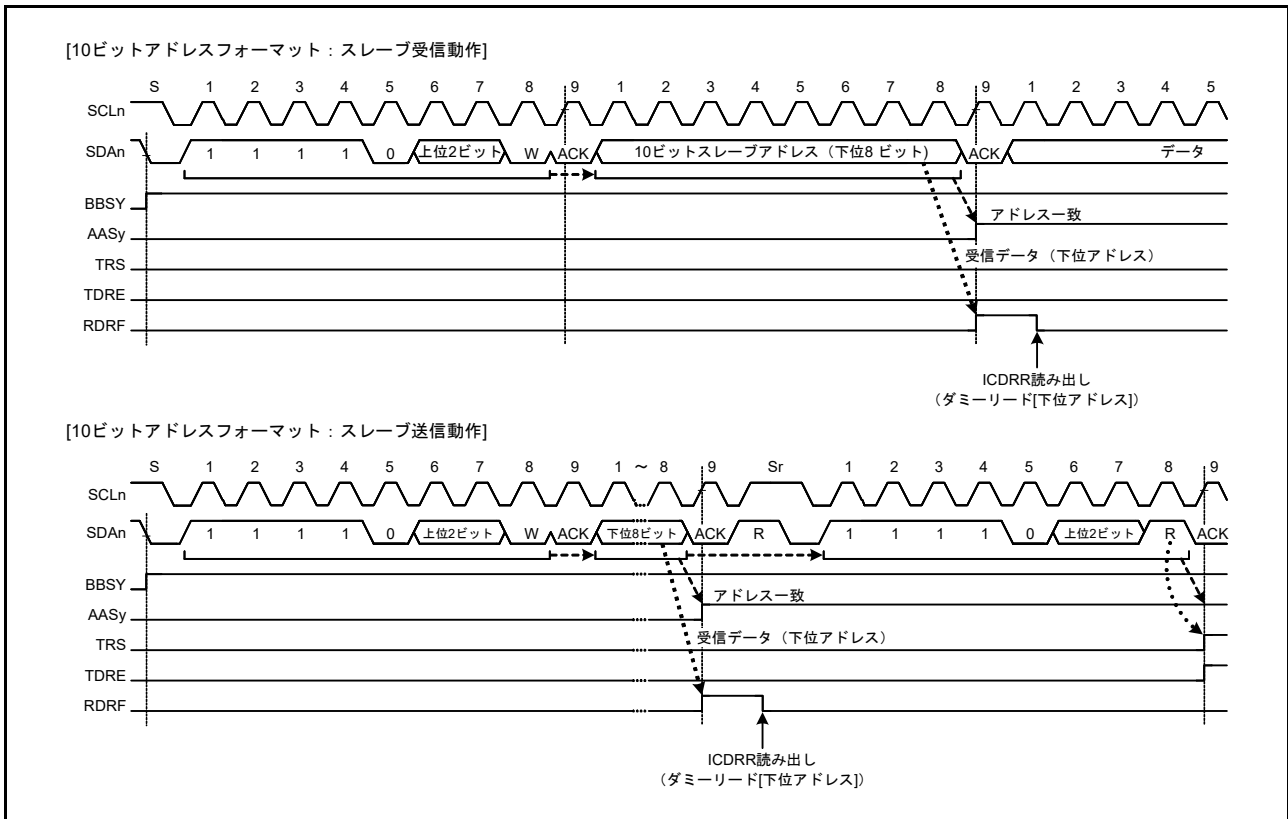 [10ビットアドレスフォーマット：スレーブ受信動作]
S 1 2 3 4 5 6 7 8 9 1 2 3 4 5 6 7 8 9 1 2 3 4 5
SCLn
SDAn 1 1 1 1 0 上位2ビット W ACK 10ビットスレーブアドレス（下位8 ビット) ACK データ
BBSY
アドレス一致
AASy
TRS 受信データ（下位アドレス）
TDRE
RDRF
ICDRR読み出し
（ダミーリード[下位アドレス]）
[10ビットアドレスフォーマット：スレーブ送信動作]
S 1 2 3 4 5 6 7 8 9 1 ～ 8 9 Sr 1 2 3 4 5 6 7 8 9
SCLn
SDAn 1 1 1 1 0 上位2ビット W ACK 下位8ビット ACK R 1 1 1 1 0 上位2ビット R ACK
BBSY
アドレス一致
AASy
TRS 受信データ（下位アドレス）
TDRE
RDRF
ICDRR読み出し
（ダミーリード[下位アドレス]）